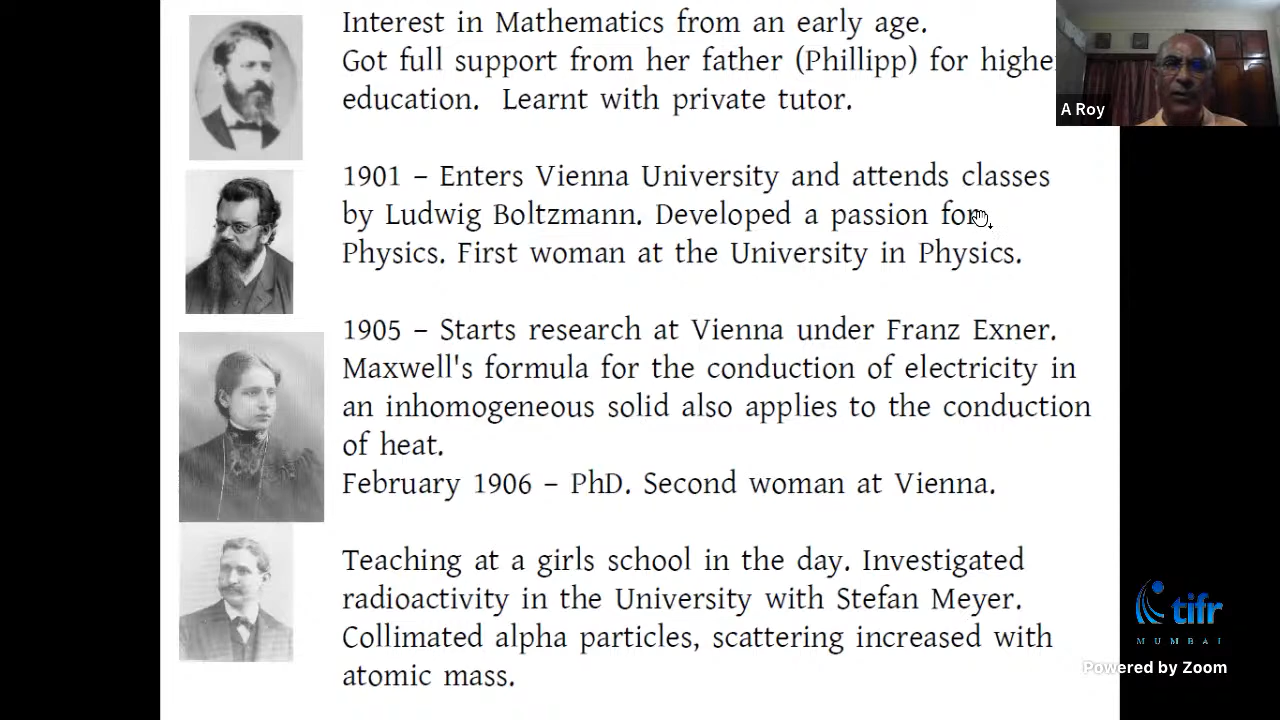 Interest in Mathematics from an early age.
Got full support from her father (Phillipp) for highe
education. Learnt with private tutor.
A Roy
1901 – Enters Vienna University and attends classes
by Ludwig Boltzmann. Developed a passion for
Physics. First woman at the University in Physics.
1905 – Starts research at Vienna under Franz Exner.
Maxwell's formula for the conduction of electricity in
an inhomogeneous solid also applies to the conduction
of heat.
February 1906 – PhD. Second woman at Vienna.
Teaching at a girls school in the day. Investigated
radioactivity in the University with Stefan Meyer.
Collimated alpha particles, scattering increased with
atomic mass.
tifr
MUMBAI
Powered by Zoom